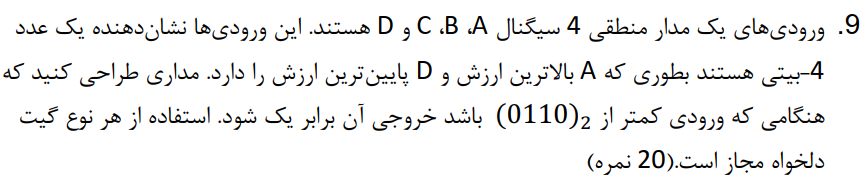 9. ورودی‌های یک مدار منطقی 4 سیگنال A، B، C و D هستند. این ورودی‌ها نشان‌دهنده یک عدد
4-بیتی هستند بطوری که A بالاترین ارزش و D پایین‌ترین ارزش را دارد. مداری طراحی کنید که
هنگامی که ورودی کمتر از (0110)₂ باشد خروجی آن برابر یک شود. استفاده از هر نوع گیت
دلخواه مجاز است.(20 نمره)